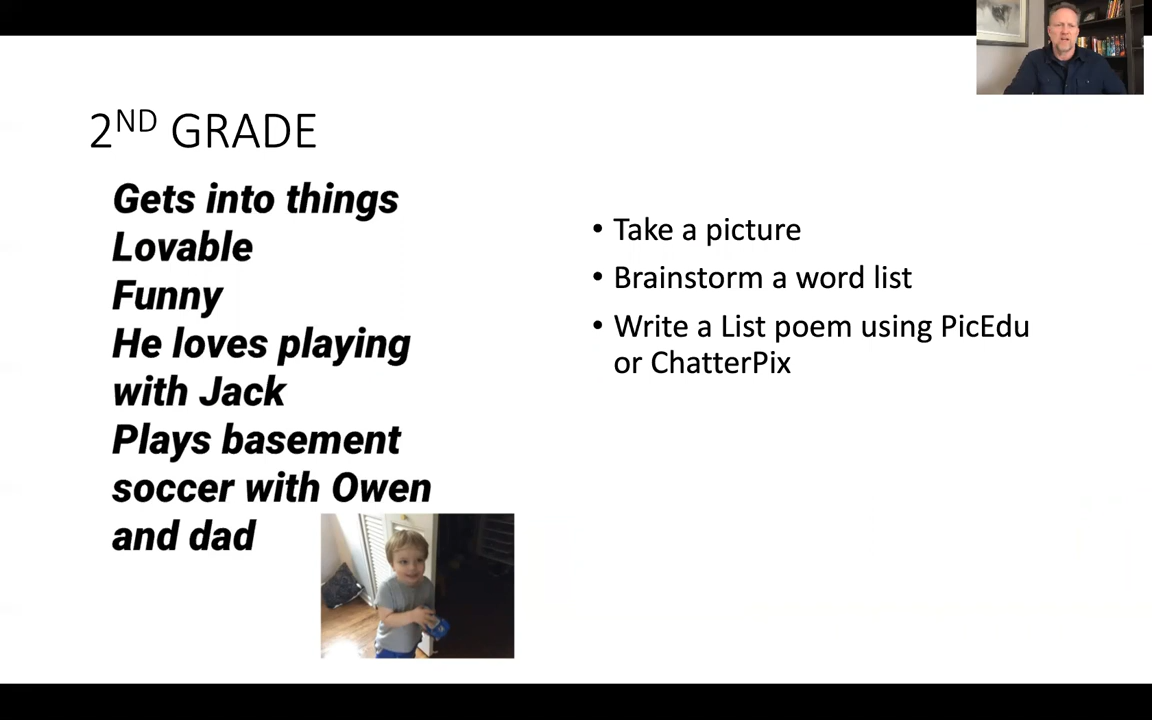 2ND GRADE
Gets into things
Lovable
Funny
He loves playing
with Jack
Plays basement
soccer with Owen
and dad
• Take a picture
• Brainstorm a word list
• Write a List poem using PicEdu
or ChatterPix